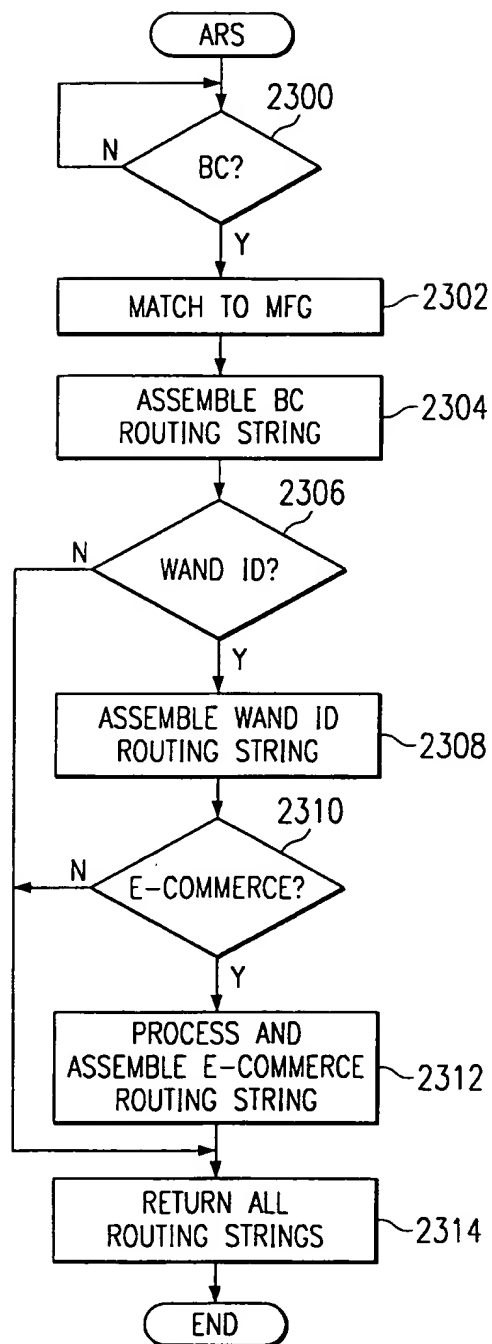 ARS
2300
N
BC?
Y
MATCH TO MFG
2302
ASSEMBLE BC
ROUTING STRING
2304
2306
N
WAND ID?
Y
ASSEMBLE WAND ID
ROUTING STRING
2308
2310
N
E-COMMERCE?
Y
PROCESS AND
ASSEMBLE E-COMMERCE
ROUTING STRING
2312
RETURN ALL
ROUTING STRINGS
2314
END